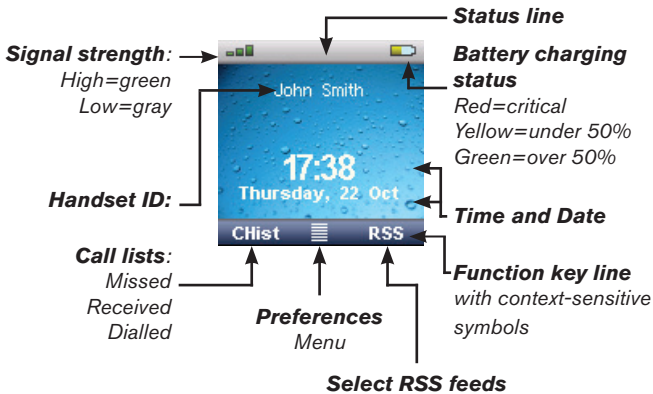 Status line
Signal strength:
High=green
Low=gray
Battery charging
status
Red=critical
Yellow=under 50%
Green=over 50%
John Smith
17:38
Thursday, 22 Oct
Handset ID:
Time and Date
CHist
RSS
Call lists:
Missed
Received
Dialled
Preferences
Menu
Function key line
with context-sensitive
symbols
Select RSS feeds